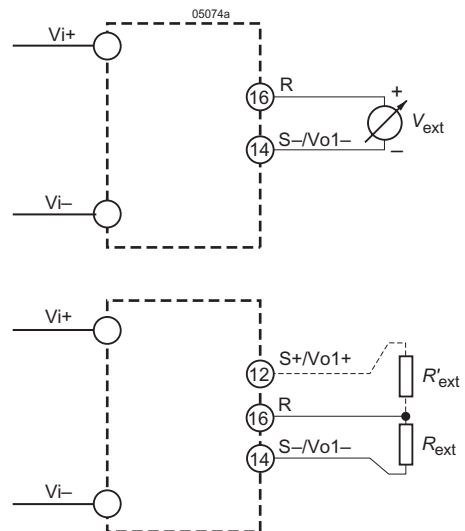 05074a
Vi+
16 R
+
Vext
14 S–/Vo1–
–
Vi–
Vi+
S+/Vo1+
12
R'ext
16 R
S–/Vo1–
14
Rext
Vi–